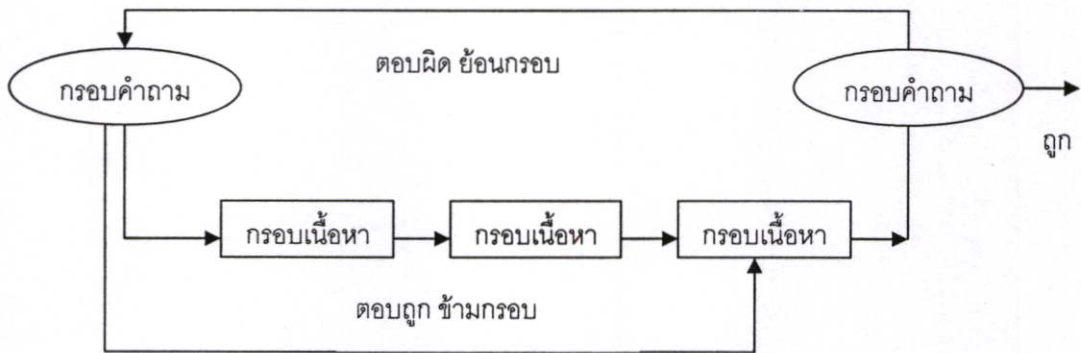 ตอบผิด ย้อนกรอบ
กรอบคำถาม
กรอบคำถาม
ถูก
กรอบเนื้อหา
กรอบเนื้อหา
กรอบเนื้อหา
ตอบถูก ข้ามกรอบ